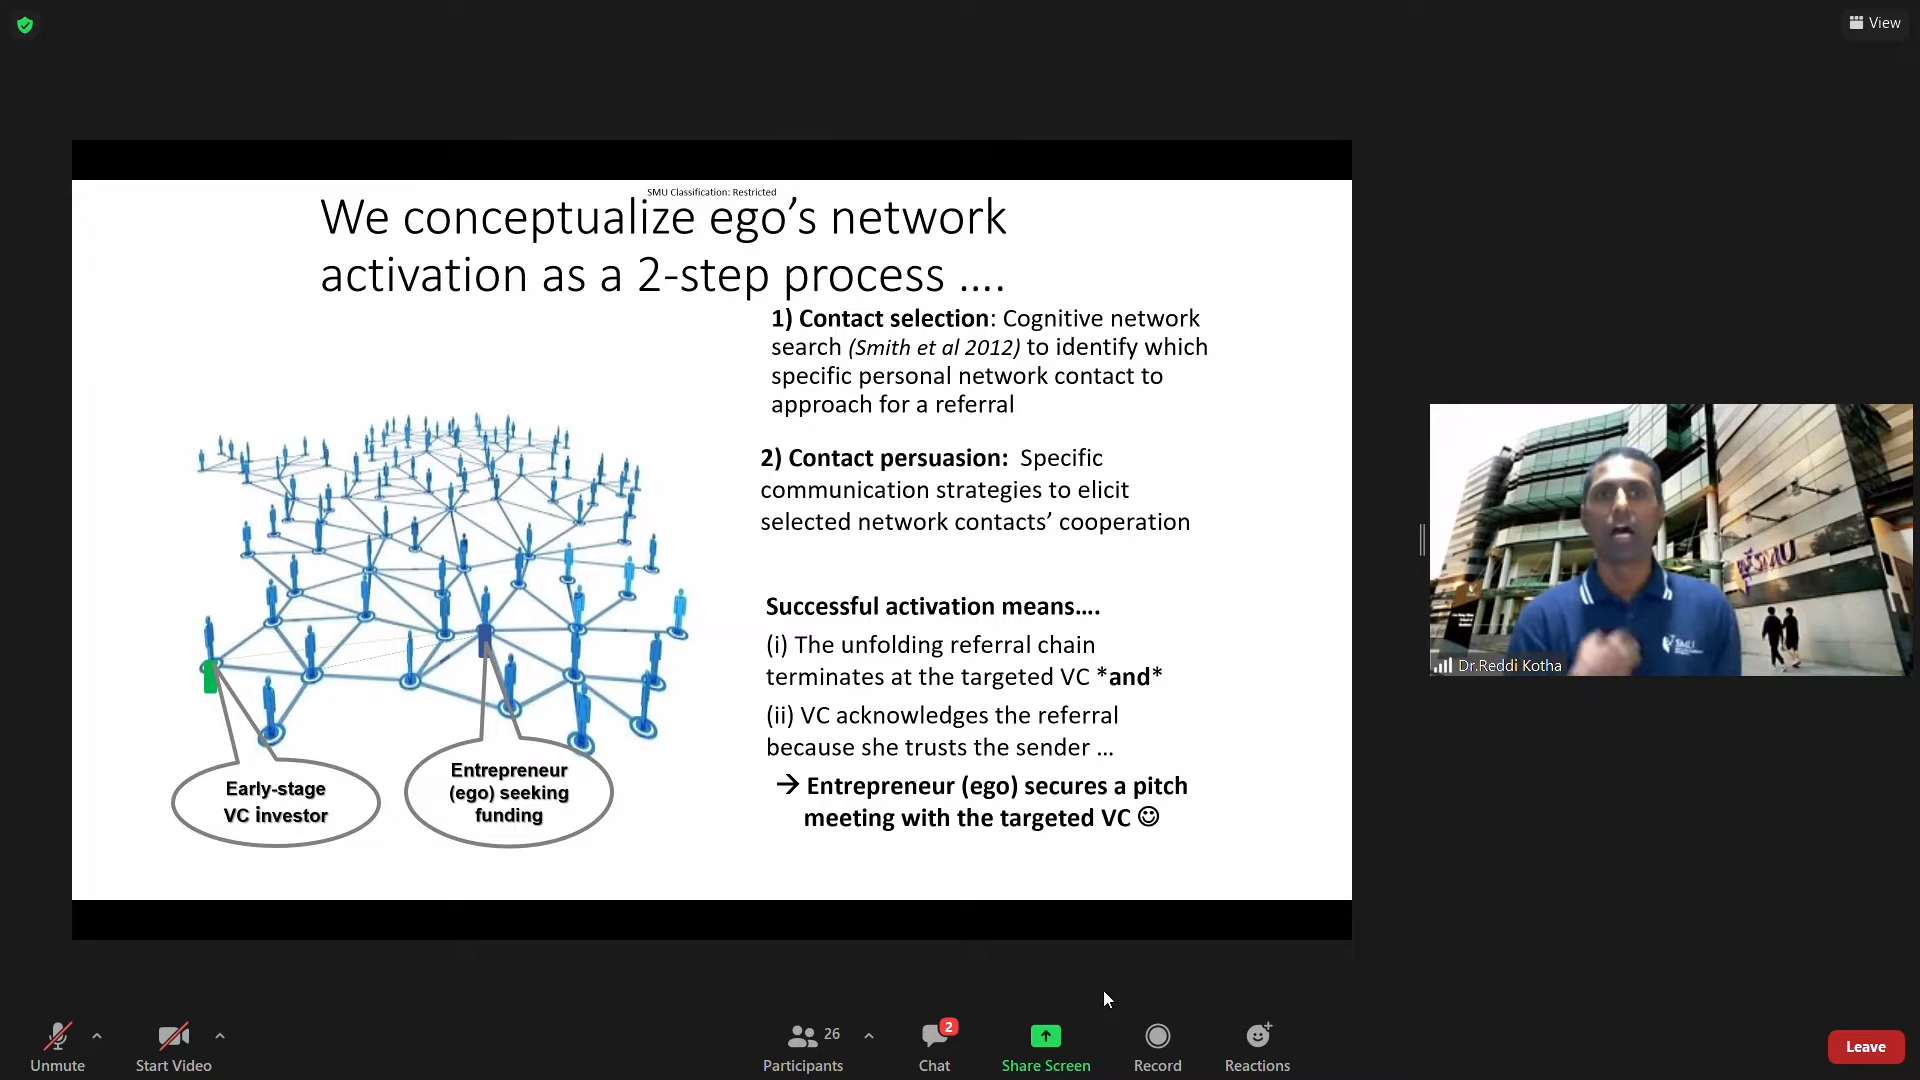 View
SMU Classification: Restricted
We conceptualize ego’s network
activation as a 2-step process ....
1) Contact selection: Cognitive network
search (Smith et al 2012) to identify which
specific personal network contact to
approach for a referral
2) Contact persuasion: Specific
communication strategies to elicit
selected network contacts’ cooperation
Successful activation means....
(i) The unfolding referral chain
terminates at the targeted VC *and*
(ii) VC acknowledges the referral
because she trusts the sender ...
→ Entrepreneur (ego) secures a pitch
meeting with the targeted VC ☺
Early-stage
VC investor
Entrepreneur
(ego) seeking
funding
SMU
SMU
Dr.Reddi Kotha
Unmute
Start Video
26
Participants
2
Chat
Share Screen
Record
Reactions
Leave